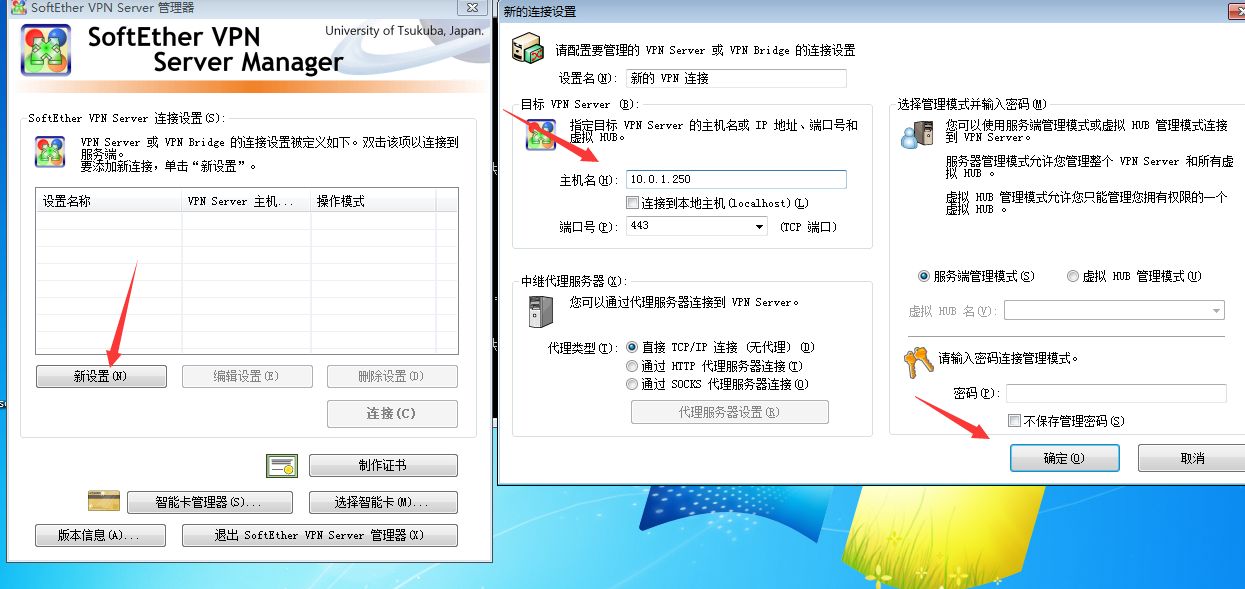 SoftEther VPN Server 管理器
University of Tsukuba, Japan.
SoftEther VPN
Server Manager
SoftEther VPN Server 连接设置(S):
VPN Server 或 VPN Bridge 的连接设置被定义如下。双击该项以连接到
服务端。
要添加新连接, 单击“新设置”。
设置名称 VPN Server 主机... 操作模式
新设置(N) 编辑设置(E) 删除设置(D)
连接(C)
制作证书
智能卡管理器(S)... 选择智能卡(M)...
版本信息(A)... 退出 SoftEther VPN Server 管理器(X)
新的连接设置
请配置要管理的 VPN Server 或 VPN Bridge 的连接设置
设置名(N): 新的 VPN 连接
目标 VPN Server (B):
指定目标 VPN Server 的主机名或 IP 地址、端口号和
虚拟 HUB。
主机名(H): 10.0.1.250
连接到本地主机(localhost)(L)
端口号(P): 443 (TCP 端口)
中继代理服务器(X):
您可以通过代理服务器连接到 VPN Server。
代理类型(T): 直接 TCP/IP 连接 (无代理) (D)
通过 HTTP 代理服务器连接(T)
通过 SOCKS 代理服务器连接(O)
代理服务器设置(R)
选择管理模式并输入密码(M)
您可以使用服务端管理模式或虚拟 HUB 管理模式连接
到 VPN Server。
服务器管理模式允许您管理整个 VPN Server 和所有虚
拟 HUB 。
虚拟 HUB 管理模式允许您只能管理您拥有权限的一个
虚拟 HUB 。
服务端管理模式(S) 虚拟 HUB 管理模式(U)
虚拟 HUB 名(V):
请输入密码连接管理模式。
密码(P):
不保存管理密码(S)
确定(O) 取消